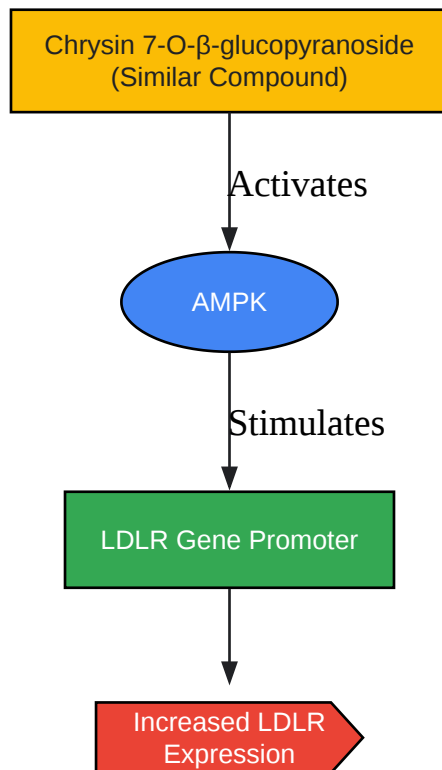 Chrysin 7-O-β-glucopyranoside
(Similar Compound)
Activates
AMPK
Stimulates
LDLR Gene Promoter
Increased LDLR
Expression